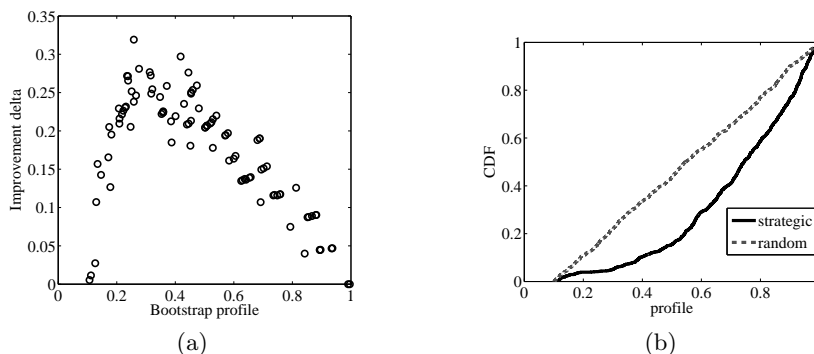 0.35
0.3
0.25
0.2
0.15
0.1
0.05
0
0 0.2 0.4 0.6 0.8 1
Improvement delta
Bootstrap profile
(a)
1
0.8
0.6
0.4
0.2
0
0 0.2 0.4 0.6 0.8
CDF
profile
strategic
random
(b)